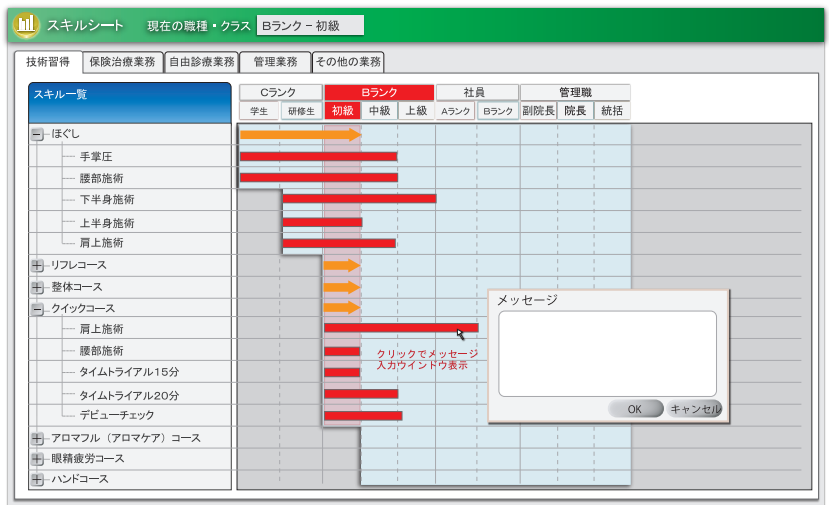 スキルシート 現在の職種・クラス Bランク－初級
技術習得 保険治療業務 自由診療業務 管理業務 その他の業務
スキル一覧 Cランク Bランク 社員 管理職
学生 研修生 初級 中級 上級 Aランク Bランク 副院長 院長 統括
ほぐし
手掌圧
腰部施術
下半身施術
上半身施術
肩上施術
リフレコース
整体コース
クイックコース
肩上施術
腰部施術
タイムトライアル15分
タイムトライアル20分
デビューチェック
アロマフル（アロマケア）コース
眼精疲労コース
ハンドコース
クリックでメッセージ
入力ウインドウ表示
メッセージ
OK キャンセル